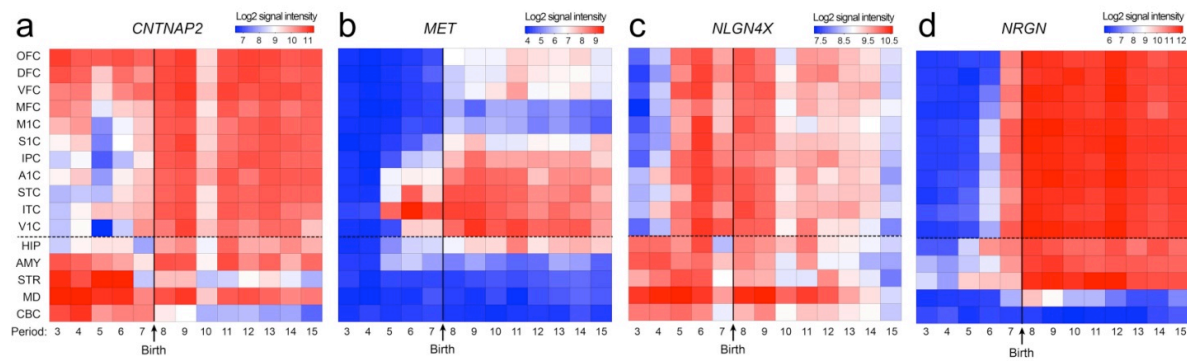 a CNTNAP2 Log2 signal intensity
7 8 9 10 11
b MET Log2 signal intensity
4 5 6 7 8 9
c NLGN4X Log2 signal intensity
7.5 8.5 9.5 10.5
d NRGN Log2 signal intensity
6 7 8 9 10 11 12
OFC
DFC
VFC
MFC
M1C
S1C
IPC
A1C
STC
ITC
V1C
HIP
AMY
STR
MD
CBC
Period: 3 4 5 6 7 8 9 10 11 12 13 14 15
Birth
3 4 5 6 7 8 9 10 11 12 13 14 15
Birth
3 4 5 6 7 8 9 10 11 12 13 14 15
Birth
3 4 5 6 7 8 9 10 11 12 13 14 15
Birth